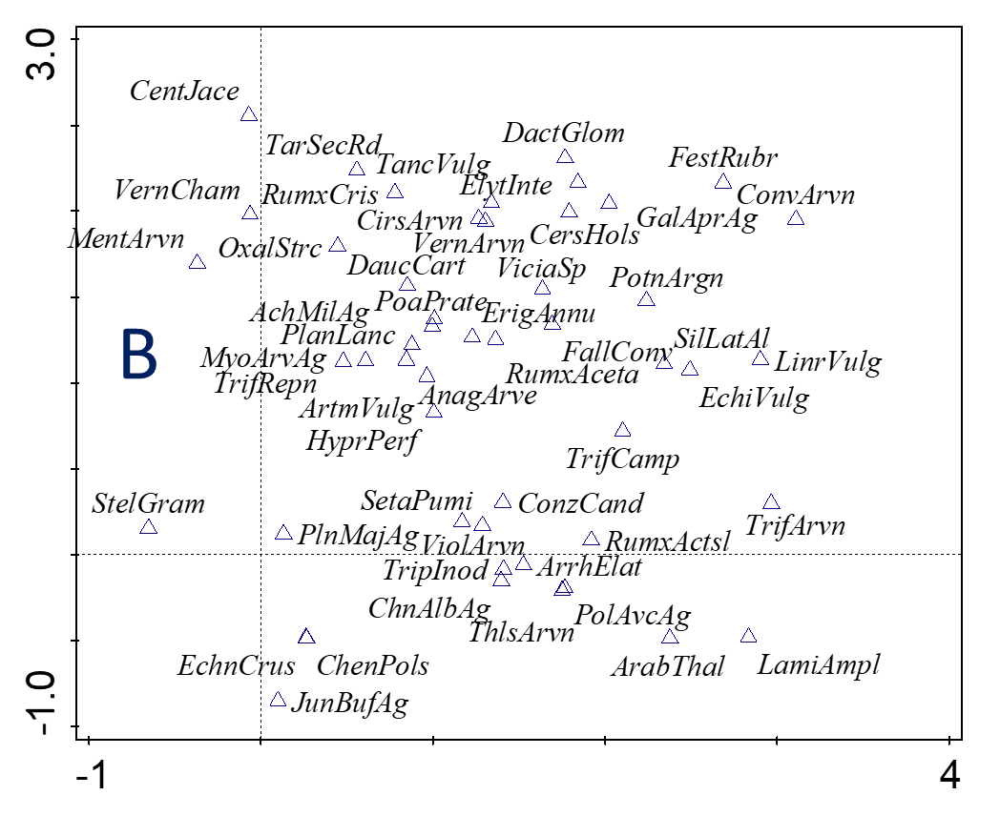 3.0
CentJace
DactGlom
TarSecRd
TancVulg
FestRubr
VernCham
RumxCris
ElytInte
ConvArvn
CirsArvn
GalAprAg
MentArvn
OxalStrc
VernArvn
CersHols
DaucCart
ViciaSp
PotnArgn
AchMilAg
PoaPrate
ErigAnnu
PlanLanc
SilLatAl
MyoArvAg
FallConv
LinrVulg
TrifRepn
RumxAceta
B
ArtmVulg
AnagArve
EchiVulg
HyprPerf
TrifCamp
StelGram
SetaPumi
ConzCand
TrifArvn
PlnMajAg
ViolArvn
RumxActsl
TripInod
ArrhElat
ChnAlbAg
PolAvcAg
ThlsArvn
EchnCrus
ChenPols
ArabThal
LamiAmpl
JunBufAg
-1.0
-1
4